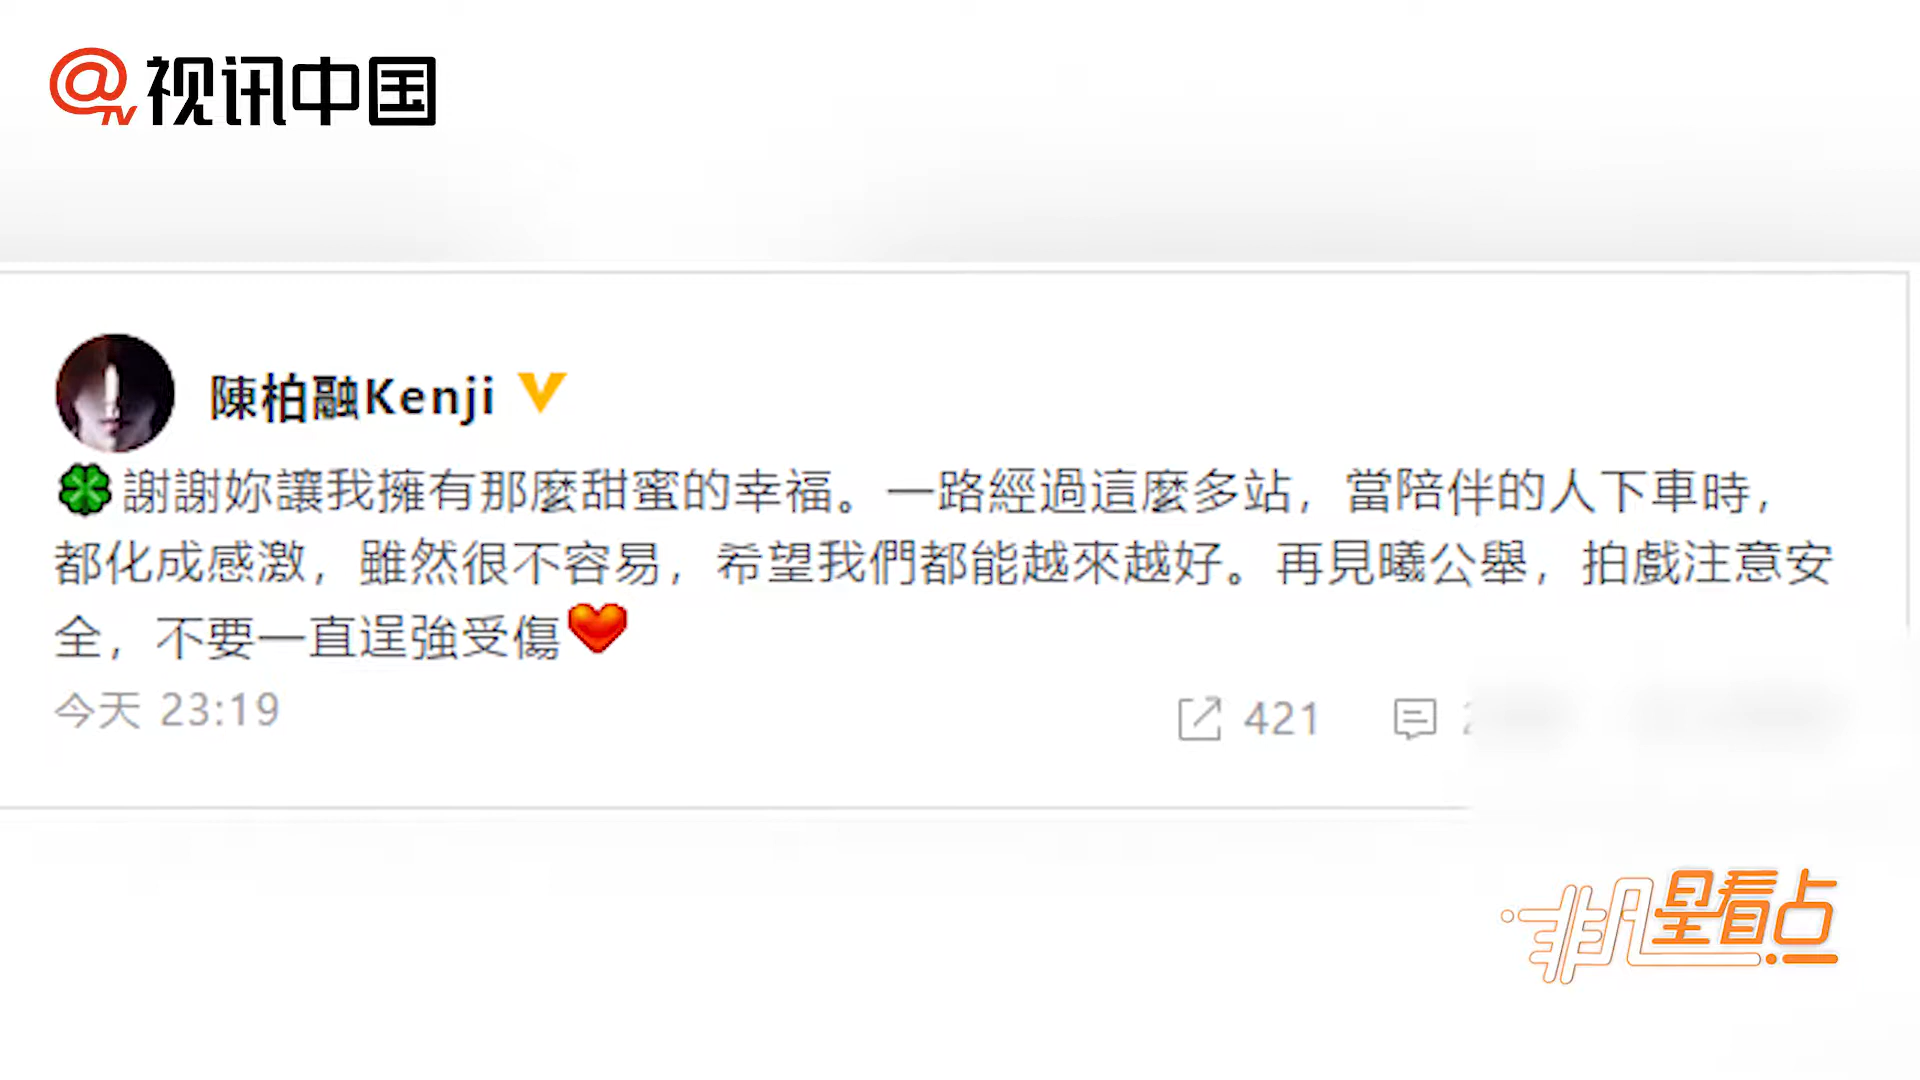 @TV 视讯中国
陳柏融Kenji
謝謝妳讓我擁有那麼甜蜜的幸福。一路經過這麼多站，當陪伴的人下車時，
都化成感激，雖然很不容易，希望我們都能越來越好。再見曦公舉，拍戲注意安
全，不要一直逞強受傷
今天 23:19
421
非凡星看点